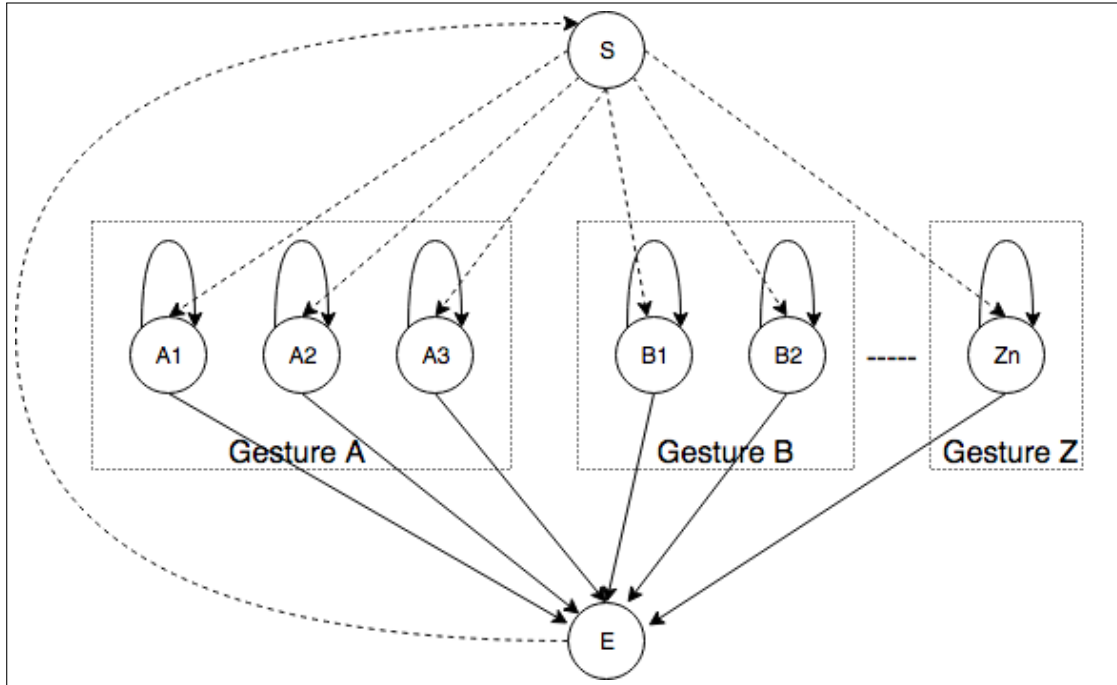 S
A1
A2
A3
B1
B2
-----
Zn
Gesture A
Gesture B
Gesture Z
E